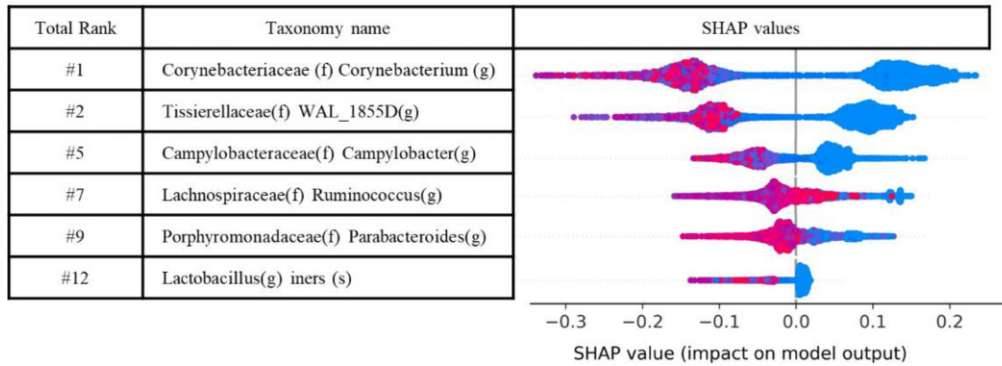 Total Rank Taxonomy name SHAP values
#1 Corynebacteriaceae (f) Corynebacterium (g)
#2 Tissierellaceae(f) WAL_1855D(g)
#5 Campylobacteraceae(f) Campylobacter(g)
#7 Lachnospiraceae(f) Ruminococcus(g)
#9 Porphyromonadaceae(f) Parabacteroides(g)
#12 Lactobacillus(g) iners (s)
−0.3 −0.2 −0.1 0.0 0.1 0.2
SHAP value (impact on model output)